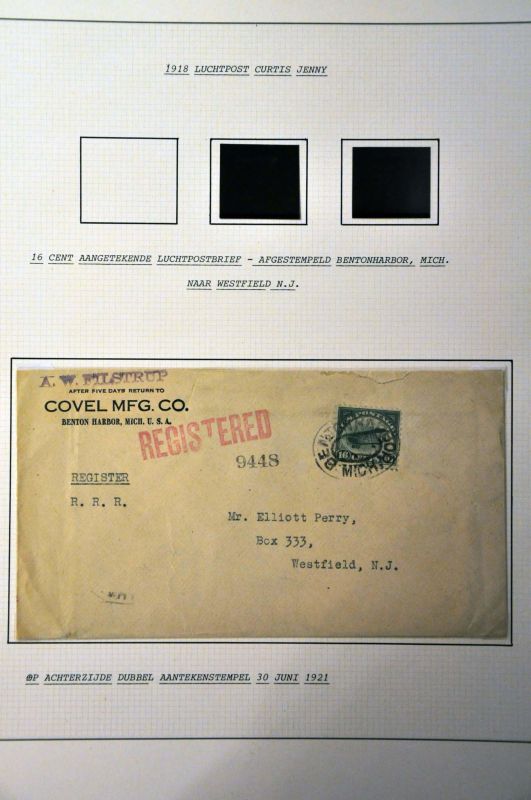 1918 LUCHTPOST CURTIS JENNY
16 CENT AANGETEKENDE LUCHTPOSTBRIEF - AFGESTEMPELD BENTONHARBOR, MICH.
NAAR WESTFIELD N.J.
A. W. FILSTRUP
AFTER FIVE DAYS RETURN TO
COVEL MFG. CO.
BENTON HARBOR, MICH. U. S. A.
REGISTERED
9448
POSTAGE
16
MICH.
REGISTER
R. R. R.
Mr. Elliott Perry,
Box 333,
Westfield, N.J.
OP ACHTERZIJDE DUBBEL AANTEKENSTEMPEL 30 JUNI 1921